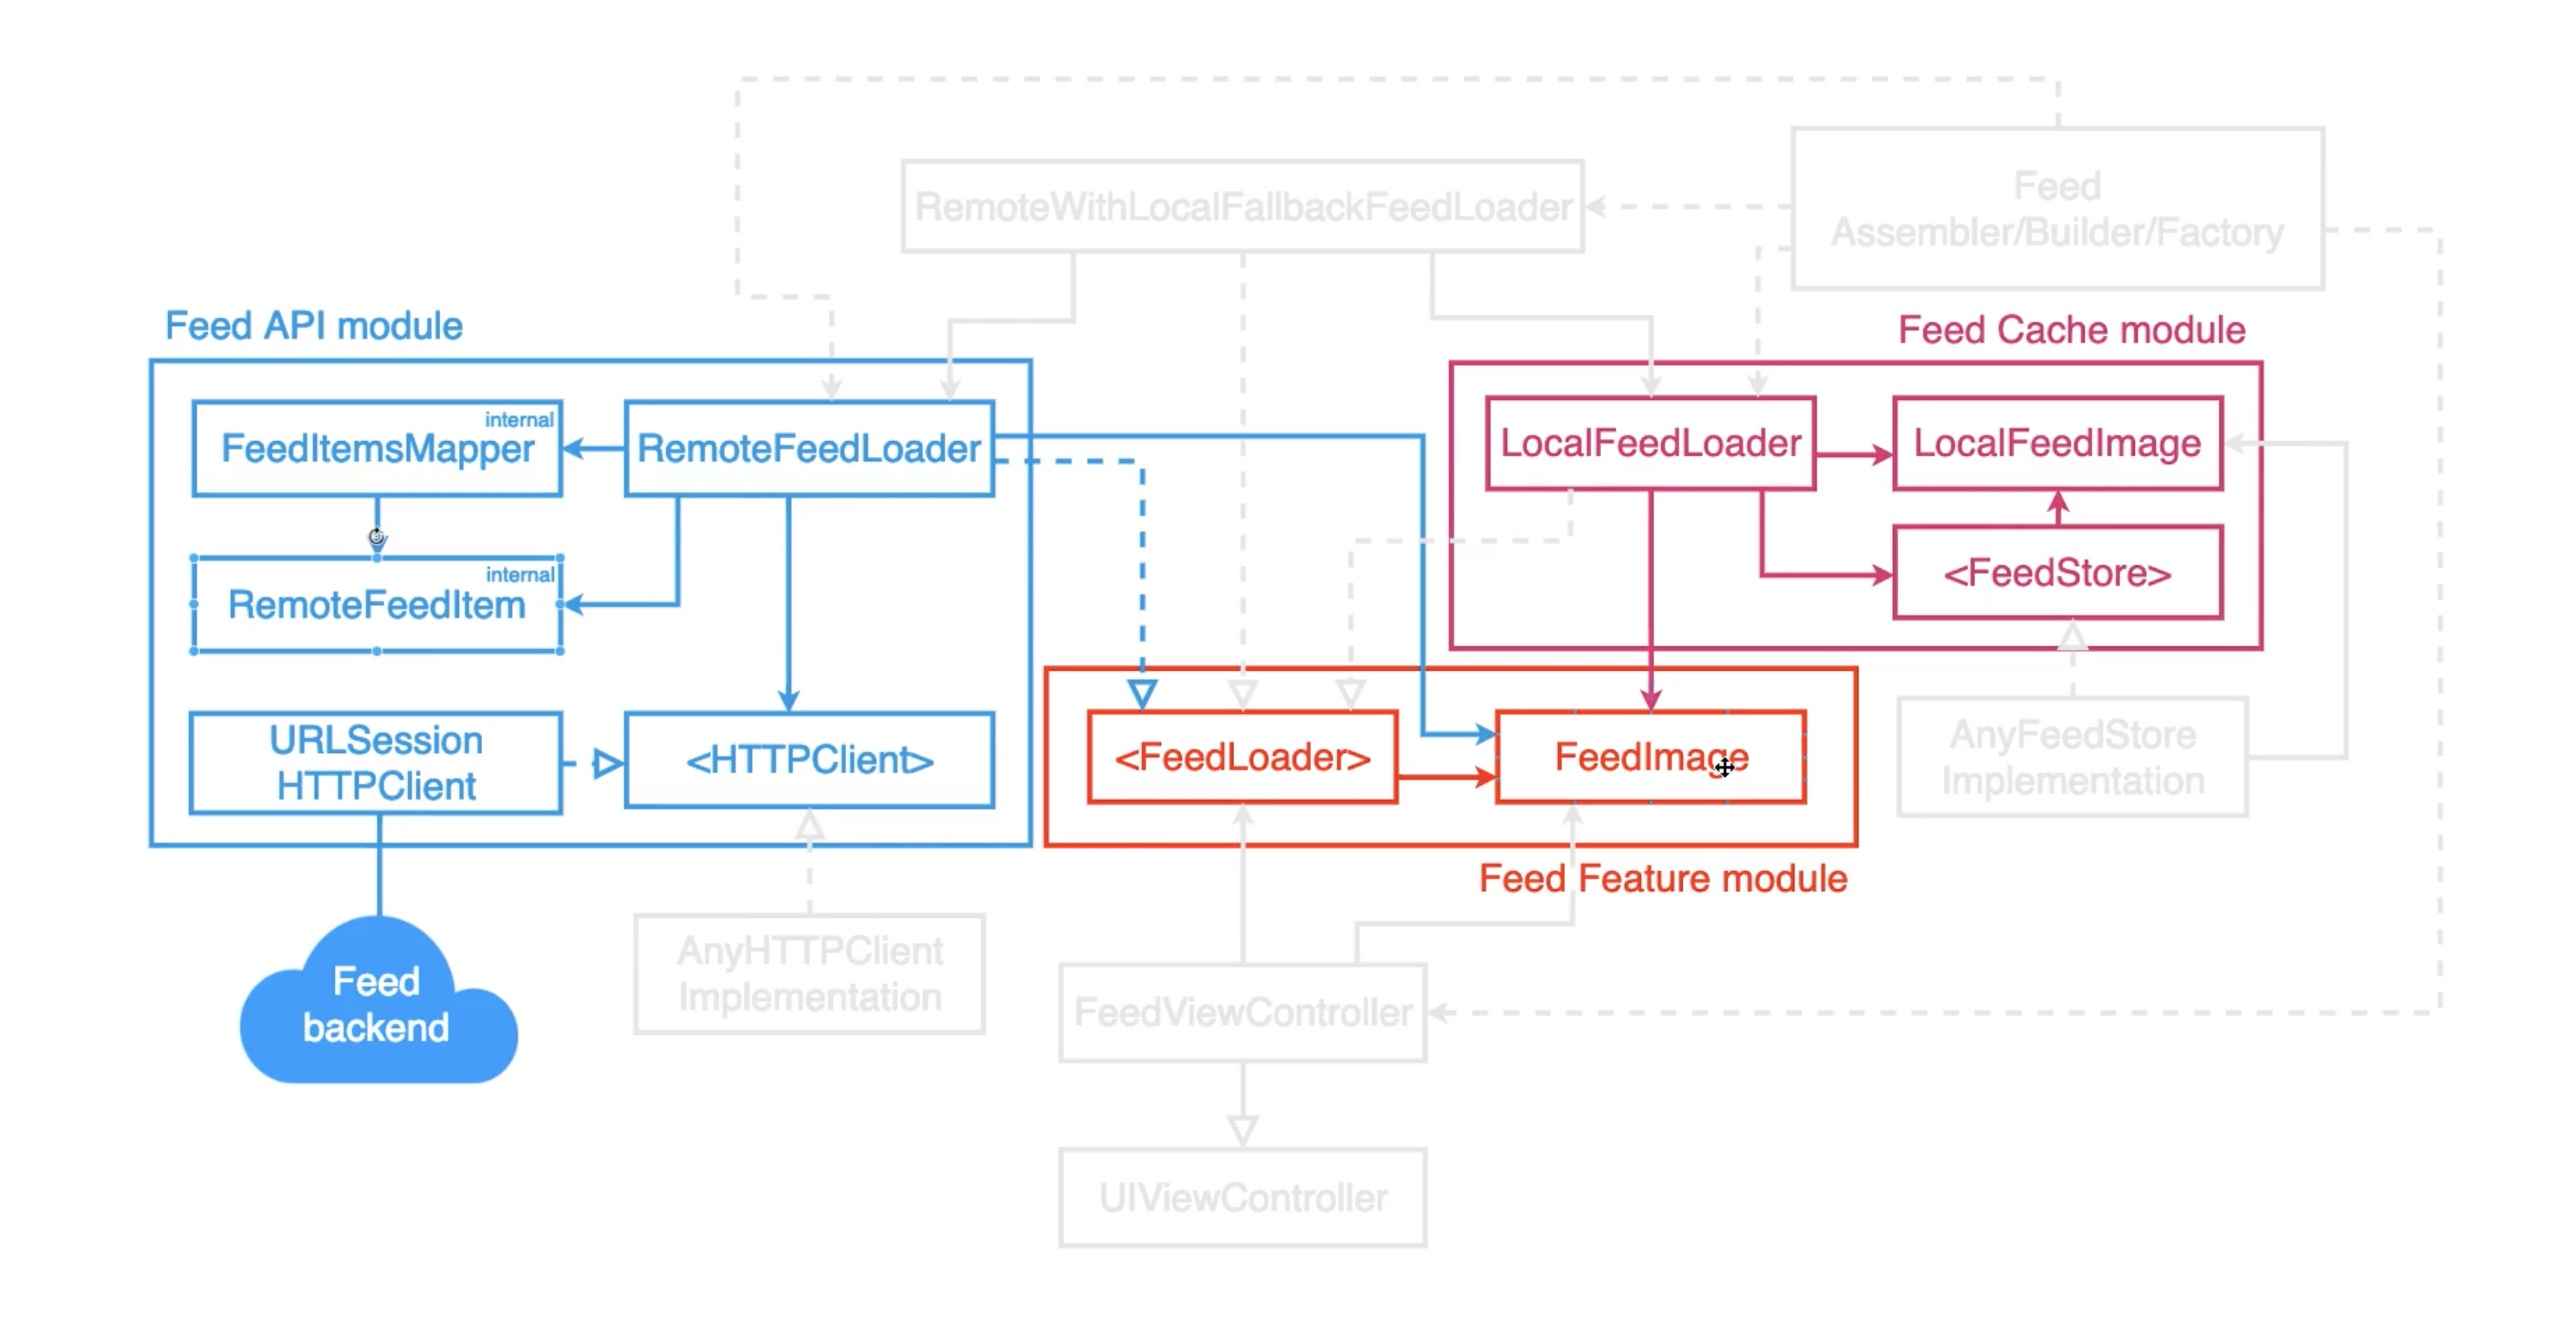 RemoteWithLocalFallbackFeedLoader
Feed
Assembler/Builder/Factory
Feed API module
Feed Cache module
internal
FeedItemsMapper
RemoteFeedLoader
LocalFeedLoader
LocalFeedImage
internal
RemoteFeedItem
<FeedStore>
URLSession
HTTPClient
<HTTPClient>
<FeedLoader>
FeedImage
AnyFeedStore
Implementation
Feed Feature module
AnyHTTPClient
Implementation
Feed
backend
FeedViewController
UIViewController